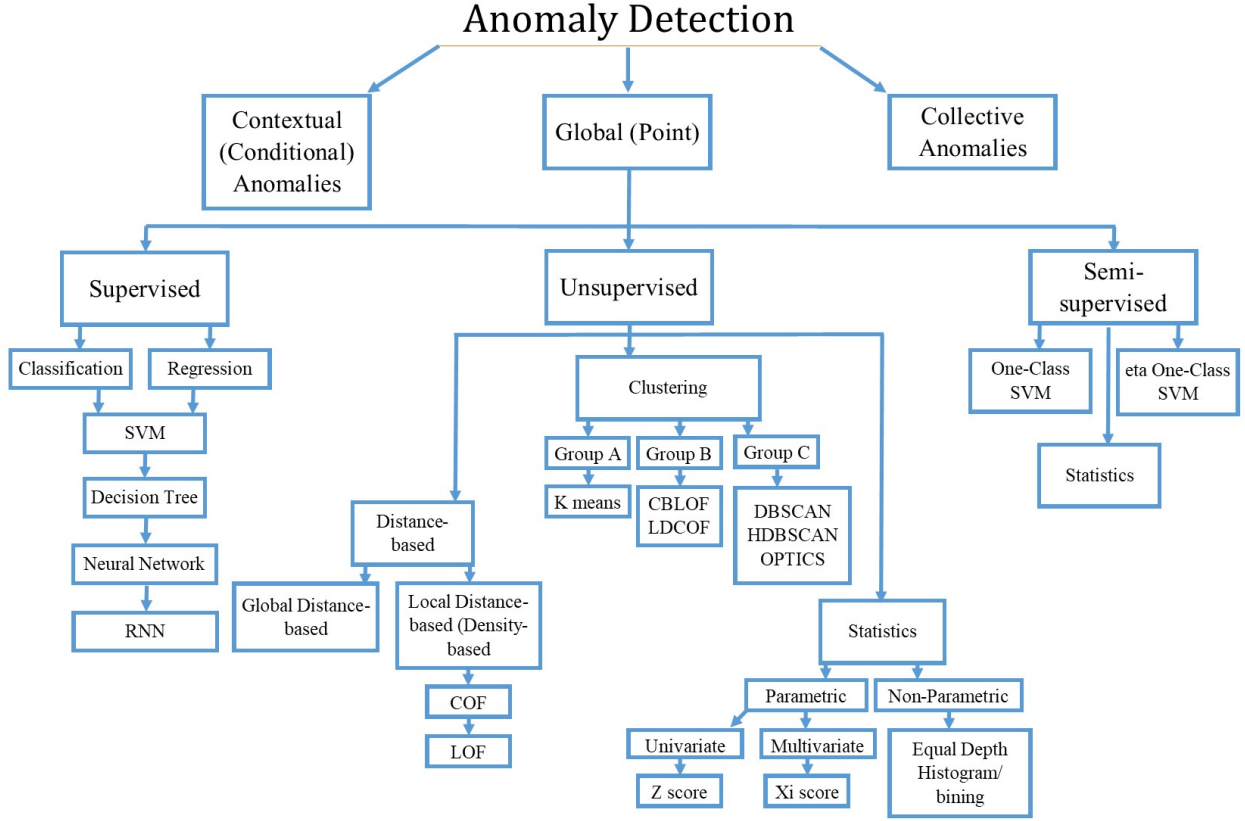 Anomaly Detection
Contextual
(Conditional)
Anomalies
Global (Point)
Collective
Anomalies
Supervised
Unsupervised
Semi-
supervised
Classification
Regression
SVM
Decision Tree
Neural Network
RNN
Clustering
Group A
Group B
Group C
K means
CBLOF
LDCOF
DBSCAN
HDBSCAN
OPTICS
One-Class
SVM
eta One-Class
SVM
Statistics
Distance-
based
Global Distance-
based
Local Distance-
based (Density-
based
COF
LOF
Statistics
Parametric
Non-Parametric
Univariate
Multivariate
Z score
Xi score
Equal Depth
Histogram/
bining